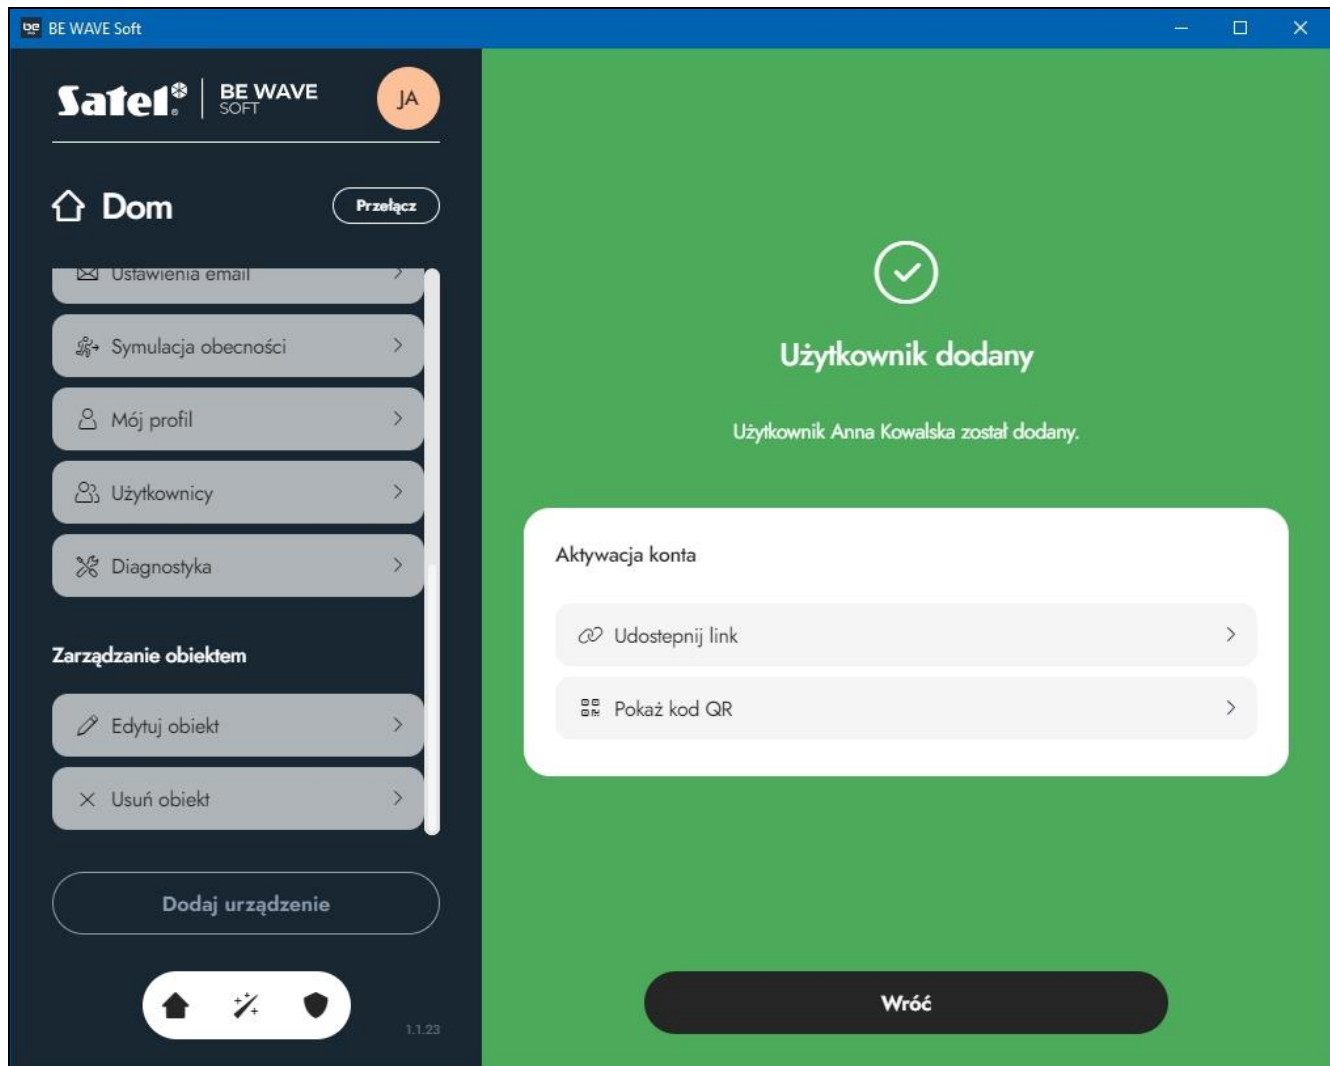 be BE WAVE Soft
Satel® BE WAVE
SOFT
JA
Dom
Przełącz
Ustawienia email
Symulacja obecności
Mój profil
Użytkownicy
Diagnostyka
Zarządzanie obiektem
Edytuj obiekt
Usuń obiekt
Dodaj urządzenie
1.1.23
Użytkownik dodany
Użytkownik Anna Kowalska został dodany.
Aktywacja konta
Udostepnij link
Pokaż kod QR
Wróć